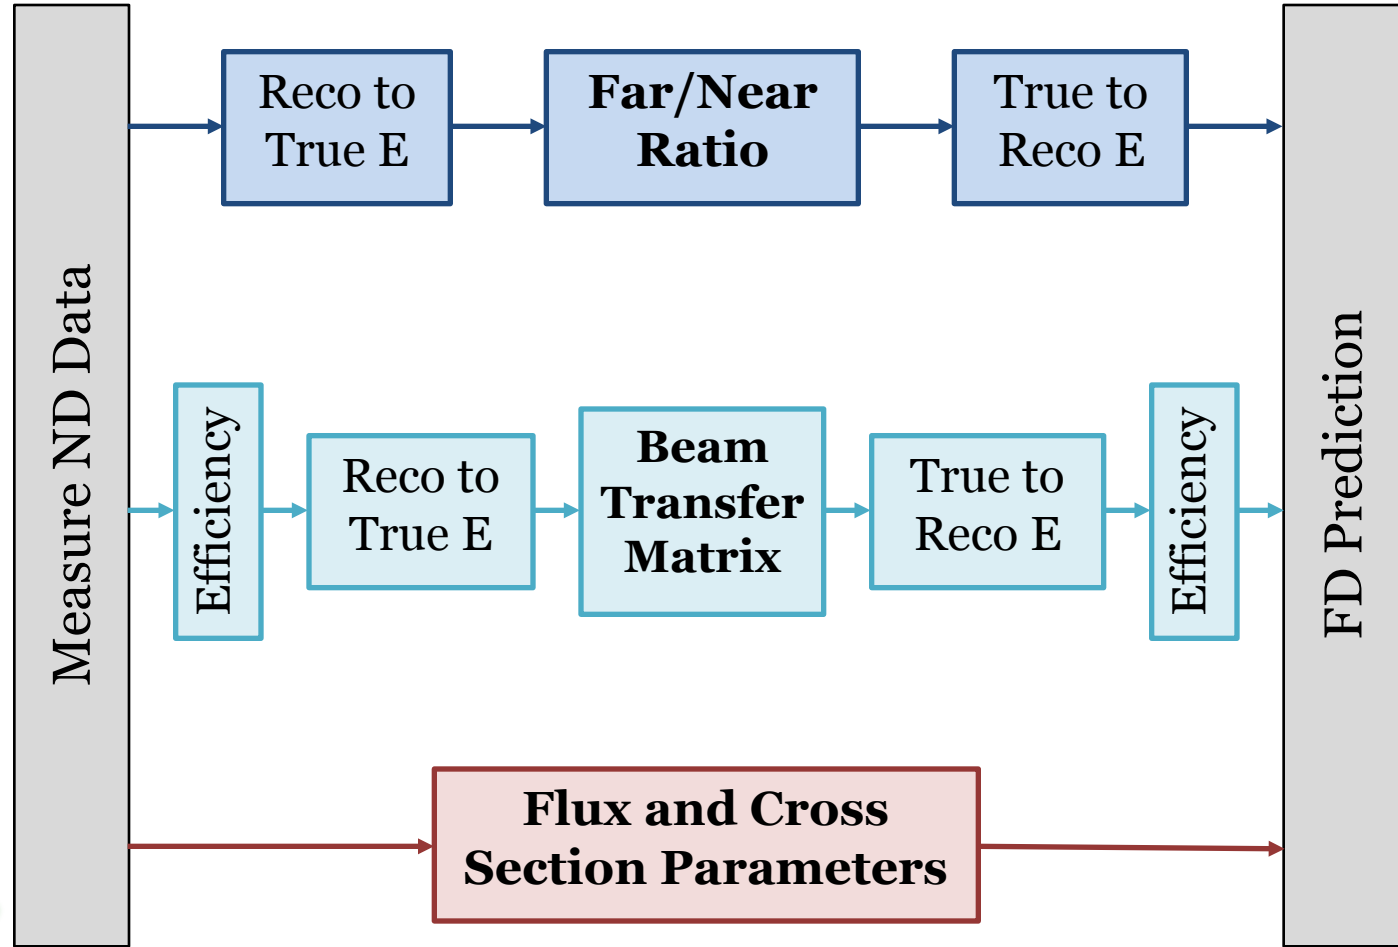 Measure ND Data
Reco to
True E
Far/Near
Ratio
True to
Reco E
Efficiency
Reco to
True E
Beam
Transfer
Matrix
True to
Reco E
Efficiency
Flux and Cross
Section Parameters
FD Prediction